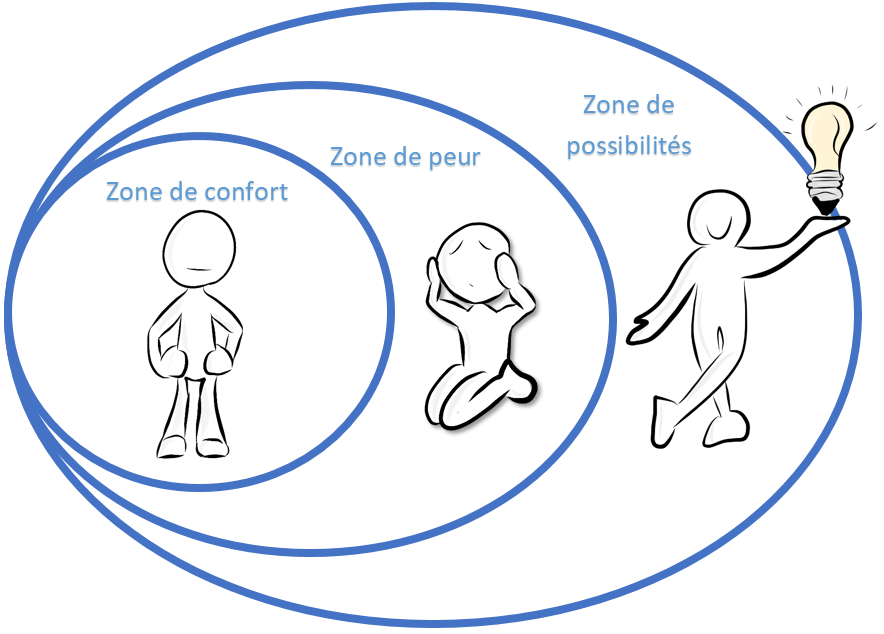 Zone de confort
Zone de peur
Zone de
possibilités